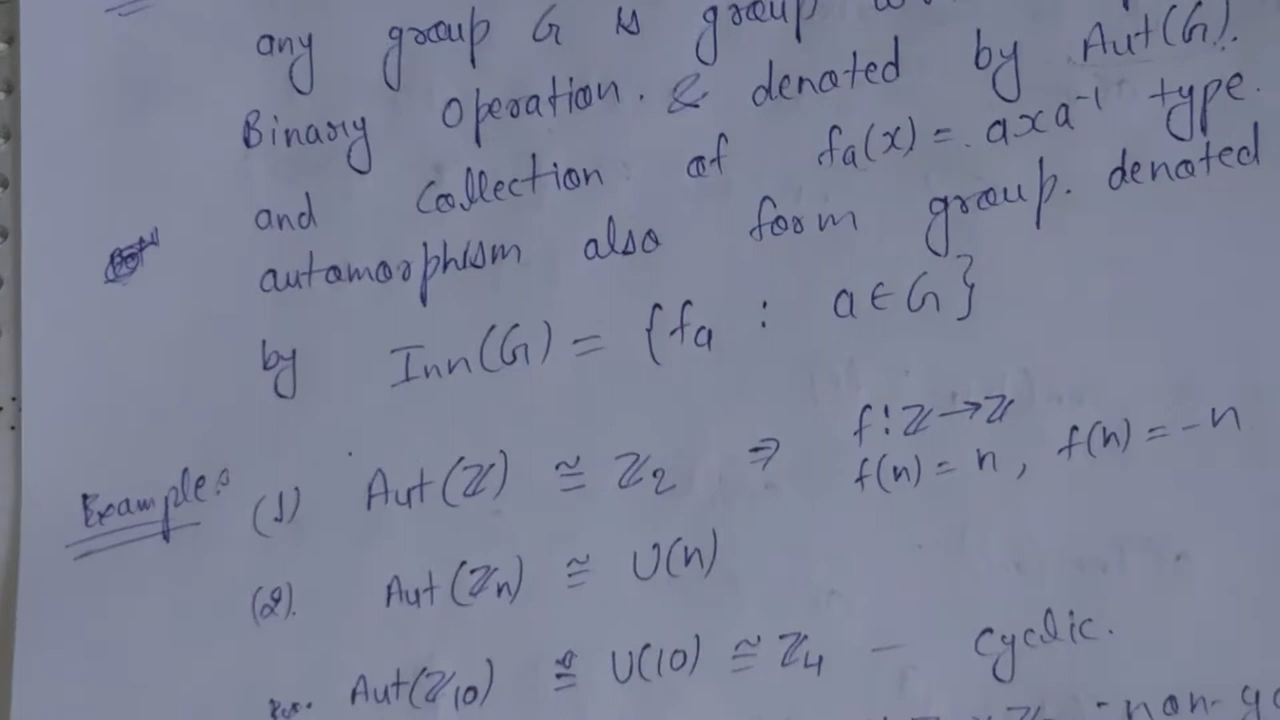 any group G is group
Binary operation. & denoted by Aut(G).
and collection of fa(x) = axa⁻¹ type.
automorphism also form group. denoted
by Inn(G) = {fa : a ∈ G}
Example: (1) Aut(ℤ) ≅ ℤ₂ ⇒ f:ℤ→ℤ
f(n) = n, f(n) = -n
(2). Aut(ℤn) ≅ U(n)
Aut(ℤ₁₀) ≅ U(10) ≅ ℤ₄ – cyclic.